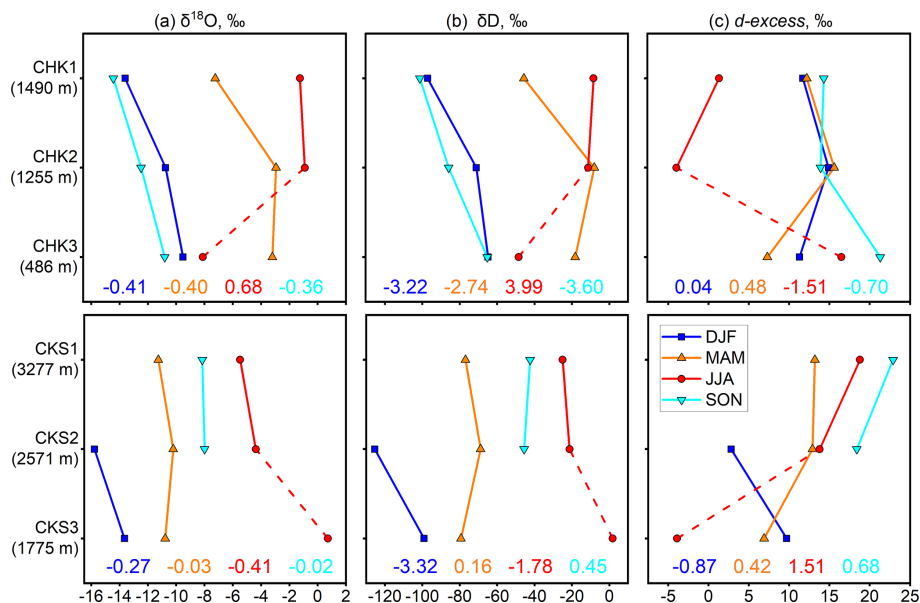 (a) δ¹⁸O, ‰ (b) δD, ‰ (c) d-excess, ‰
CHK1
(1490 m)
CHK2
(1255 m)
CHK3
(486 m)
-0.41 -0.40 0.68 -0.36 -3.22 -2.74 3.99 -3.60 0.04 0.48 -1.51 -0.70
CKS1
(3277 m)
CKS2
(2571 m)
CKS3
(1775 m)
DJF
MAM
JJA
SON
-0.27 -0.03 -0.41 -0.02 -3.32 0.16 -1.78 0.45 -0.87 0.42 1.51 0.68
-16 -14 -12 -10 -8 -6 -4 -2 0 2 -120 -100 -80 -60 -40 -20 0 -5 0 5 10 15 20 25